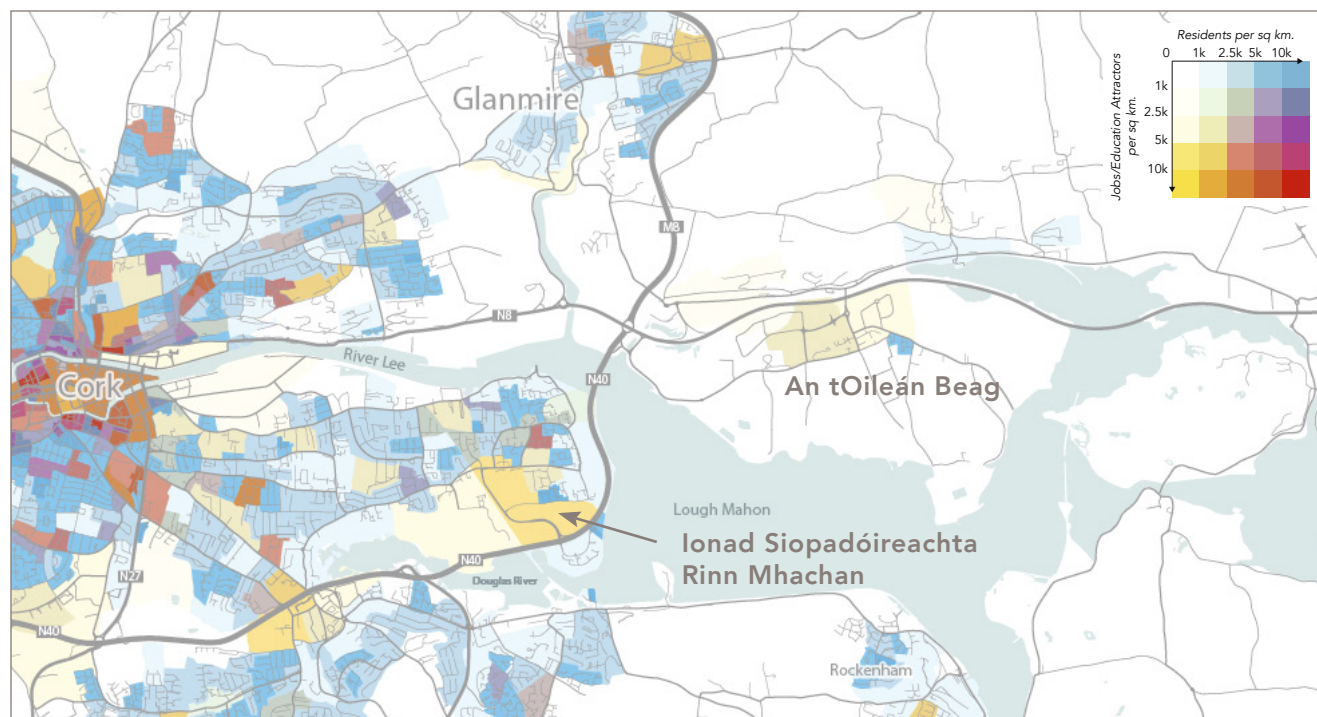 Residents per sq km.
0 1k 2.5k 5k 10k
Jobs/Education Attractors
per sq km.
1k
2.5k
5k
10k
Glanmire
M8
N8
River Lee
Cork
N40
An tOileán Beag
Lough Mahon
Ionad Siopadóireachta
Rinn Mhachan
N40
Douglas River
N27
N40
Rockenham